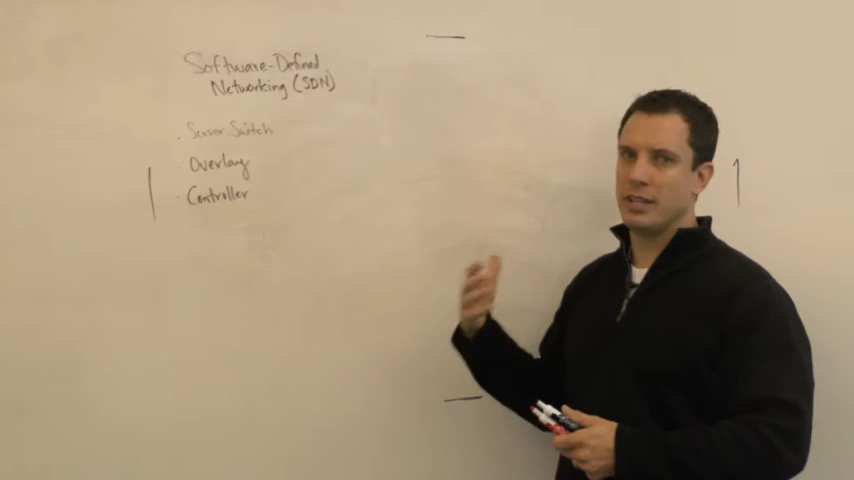 Software-Defined
Networking (SDN)
· Server Switch
· Overlay
· Controller